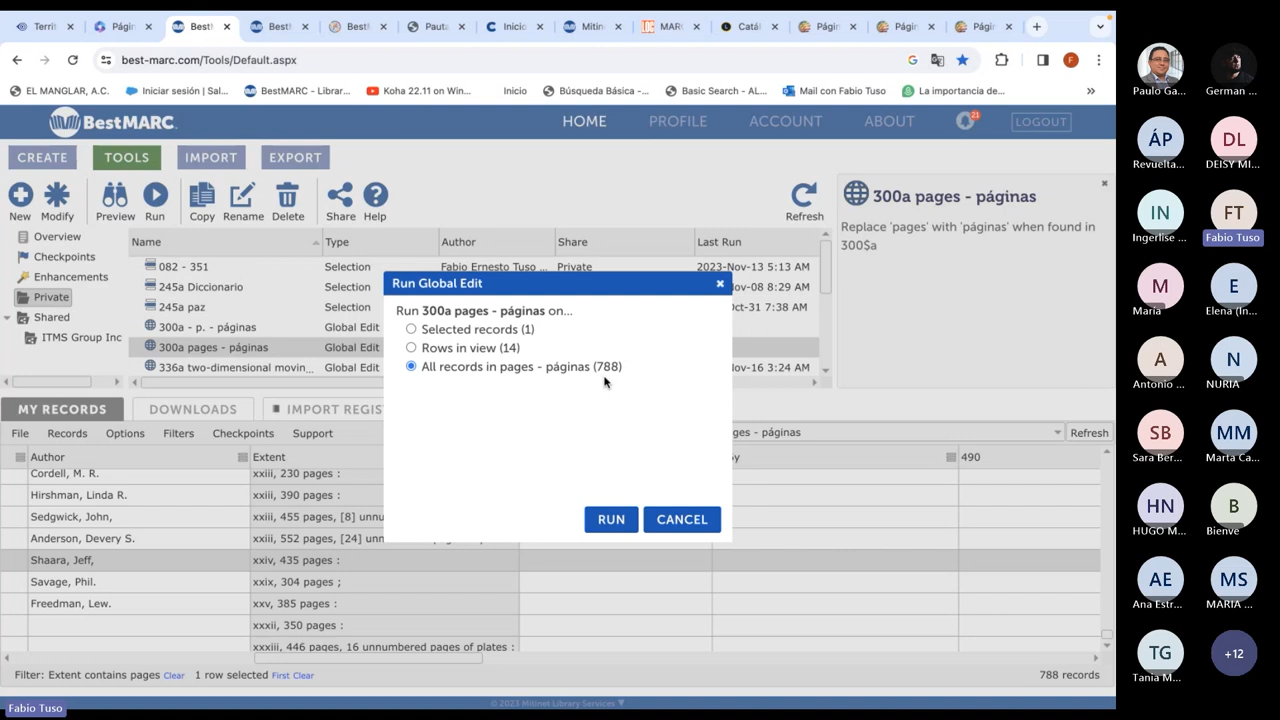 Territ
Págin
BestM
BestM
BestM
Pauta
Inicio
Mitin
MARC
Catál
Págin
Págin
Págin
best-marc.com/Tools/Default.aspx
F
EL MANGLAR, A.C.
Iniciar sesión | Sal...
BestMARC - Librar...
Koha 22.11 on Win...
Inicio
Búsqueda Básica -...
Basic Search - AL...
Mail con Fabio Tuso
La importancia de...
BestMARC
HOME
PROFILE
ACCOUNT
ABOUT
21
LOGOUT
CREATE
TOOLS
IMPORT
EXPORT
New
Modify
Preview
Run
Copy
Rename
Delete
Share
Help
Refresh
300a pages - páginas
Replace 'pages' with 'páginas' when found in
300$a
Overview
Checkpoints
Enhancements
Private
Shared
ITMS Group Inc
Name Type Author Share Last Run
082 - 351 Selection Fabio Ernesto Tuso ... Private 2023-Nov-13 5:13 AM
245a Diccionario Selection -Nov-08 8:29 AM
245a paz Selection Oct-31 7:38 AM
300a - p. - páginas Global Edit
300a pages - páginas Global Edit
336a two-dimensional movin... Global Edit -Nov-16 3:24 AM
Run Global Edit
Run 300a pages - páginas on...
Selected records (1)
Rows in view (14)
All records in pages - páginas (788)
RUN
CANCEL
MY RECORDS
DOWNLOADS
IMPORT REGIS
File
Records
Options
Filters
Checkpoints
Support
ges - páginas
Refresh
Author Extent y 490
Cordell, M. R. xxiii, 230 pages :
Hirshman, Linda R. xxiii, 390 pages :
Sedgwick, John, xxiii, 455 pages, [8] unnu
Anderson, Devery S. xxiii, 552 pages, [24] unn
Shaara, Jeff, xxiv, 435 pages :
Savage, Phil. xxix, 304 pages ;
Freedman, Lew. xxv, 385 pages :
xxxii, 350 pages :
xxxiii, 446 pages, 16 unnumbered pages of plates :
Filter: Extent contains pages Clear 1 row selected First Clear
788 records
© 2023 Mitinet Library Services
Fabio Tuso
Paulo Ga...
German ...
ÁP
Revuelta...
DL
DEISY MI...
IN
Ingerlise ...
FT
Fabio Tuso
M
María
E
Elena (In...
A
Antonio ...
N
NURIA
SB
Sara Ber...
MM
Marta Ca...
HN
HUGO M...
B
Bienve
AE
Ana Estr...
MS
MARIA ...
TG
Tania M...
+12